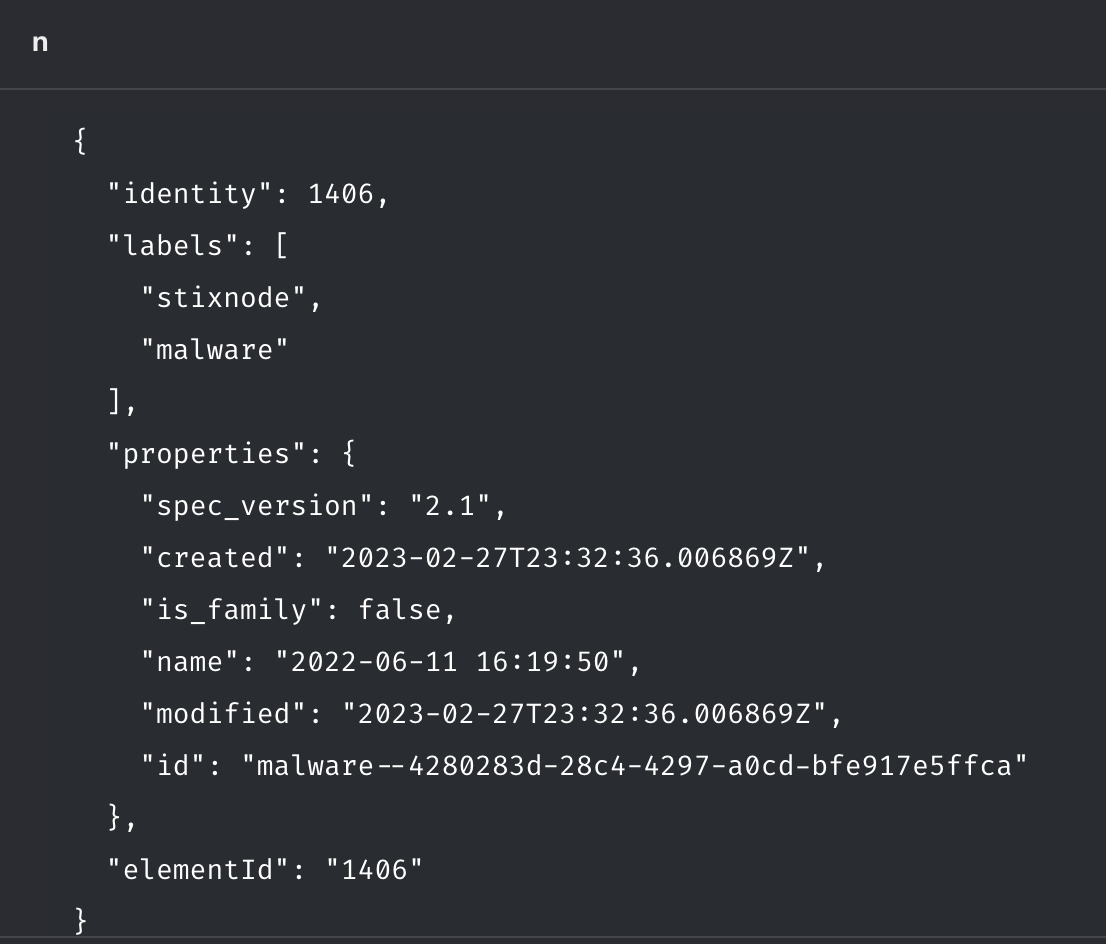 n
{
  "identity": 1406,
  "labels": [
    "stixnode",
    "malware"
  ],
  "properties": {
    "spec_version": "2.1",
    "created": "2023-02-27T23:32:36.006869Z",
    "is_family": false,
    "name": "2022-06-11 16:19:50",
    "modified": "2023-02-27T23:32:36.006869Z",
    "id": "malware--4280283d-28c4-4297-a0cd-bfe917e5ffca"
  },
  "elementId": "1406"
}